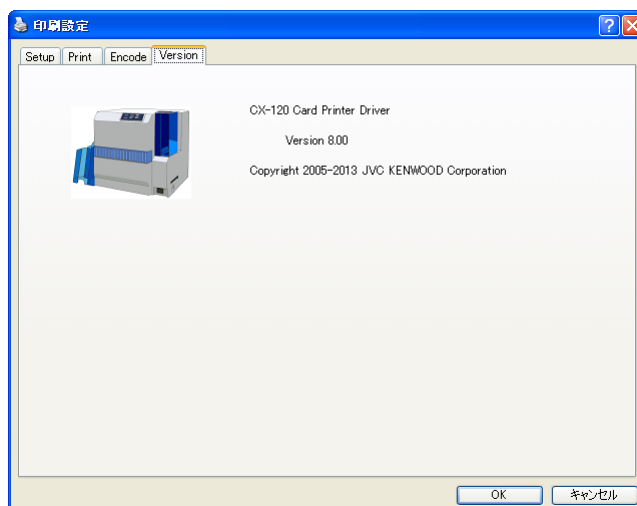 印刷設定
Setup Print Encode Version
CX-120 Card Printer Driver
Version 8.00
Copyright 2005-2013 JVC KENWOOD Corporation
OK キャンセル